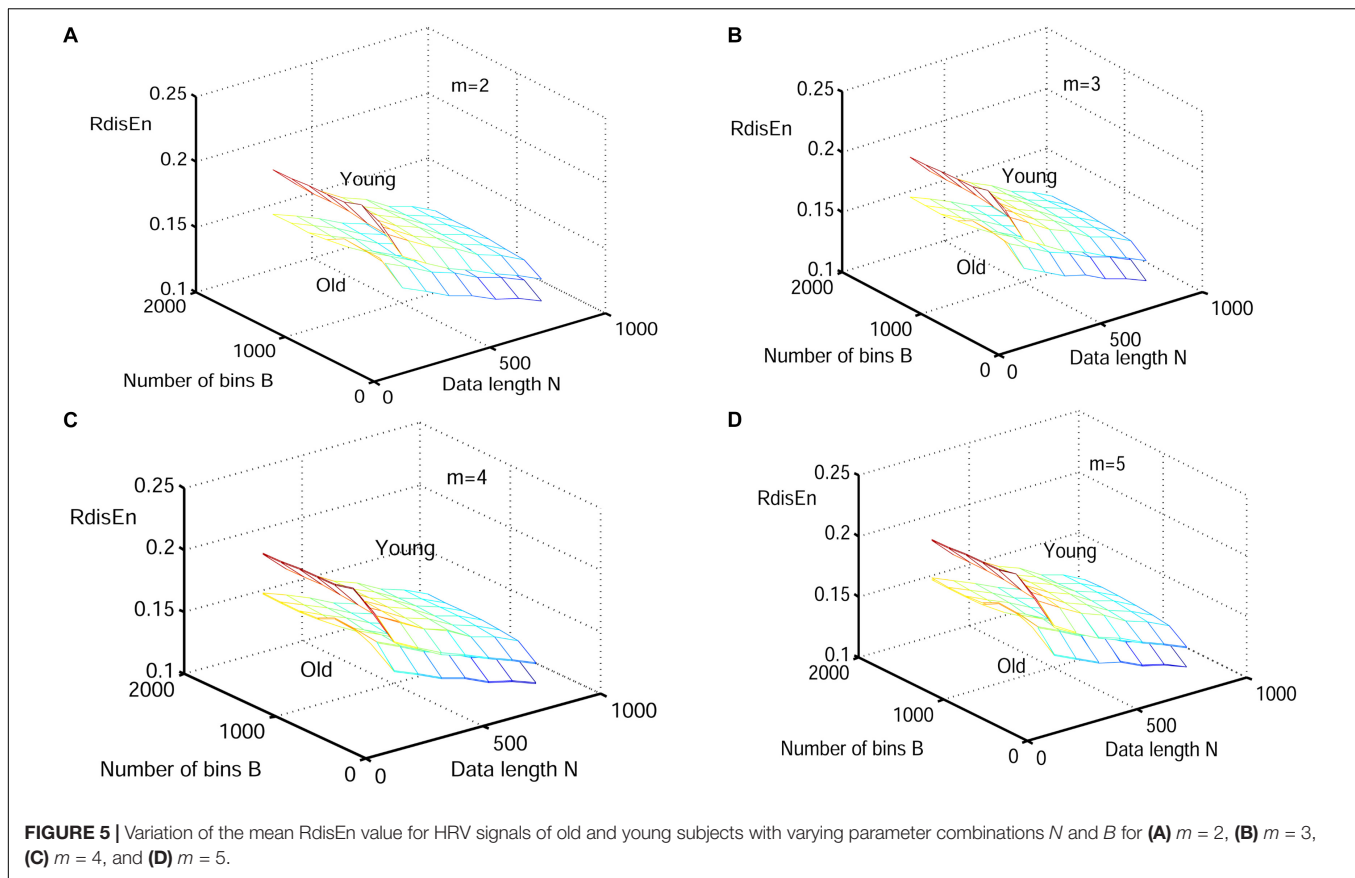 A
0.25
RdisEn
0.2
0.15
0.1
2000
1000
0
Number of bins B
0
500
1000
Data length N
m=2
Young
Old
B
0.25
RdisEn
0.2
0.15
0.1
2000
1000
0
Number of bins B
0
500
1000
Data length N
m=3
Young
Old
C
0.25
RdisEn
0.2
0.15
0.1
2000
1000
0
Number of bins B
0
500
1000
Data length N
m=4
Young
Old
D
0.25
RdisEn
0.2
0.15
0.1
2000
1000
0
Number of bins B
0
500
1000
Data length N
m=5
Young
Old
FIGURE 5 | Variation of the mean RdisEn value for HRV signals of old and young subjects with varying parameter combinations N and B for (A) m = 2, (B) m = 3,
(C) m = 4, and (D) m = 5.